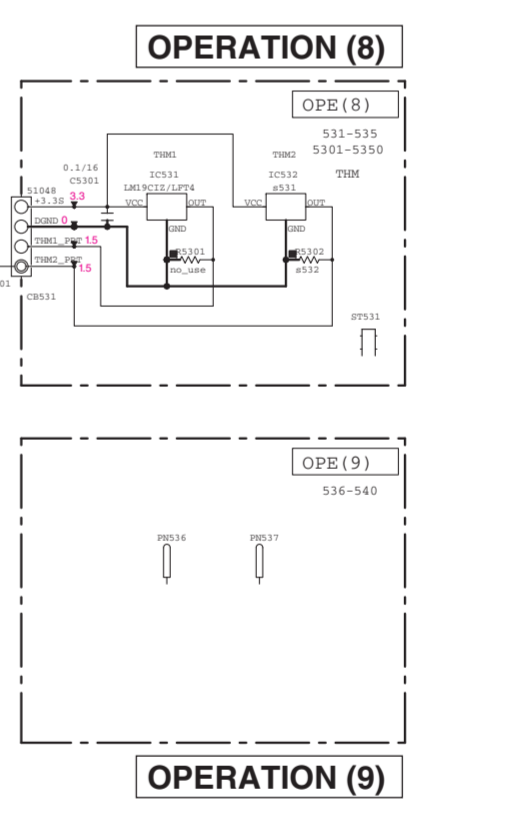 OPERATION (8)
OPE(8)
531-535
5301-5350
THM
THM1
THM2
0.1/16
C5301
IC531
LM19CIZ/LFT4
IC532
s531
51048
+3.3S
3.3
VCC
OUT
VCC
OUT
DGND
0
GND
GND
THM1_PRT
1.5
R5301
no_use
R5302
s532
THM2_PRT
1.5
01
CB531
ST531
OPE(9)
536-540
PN536
PN537
OPERATION (9)